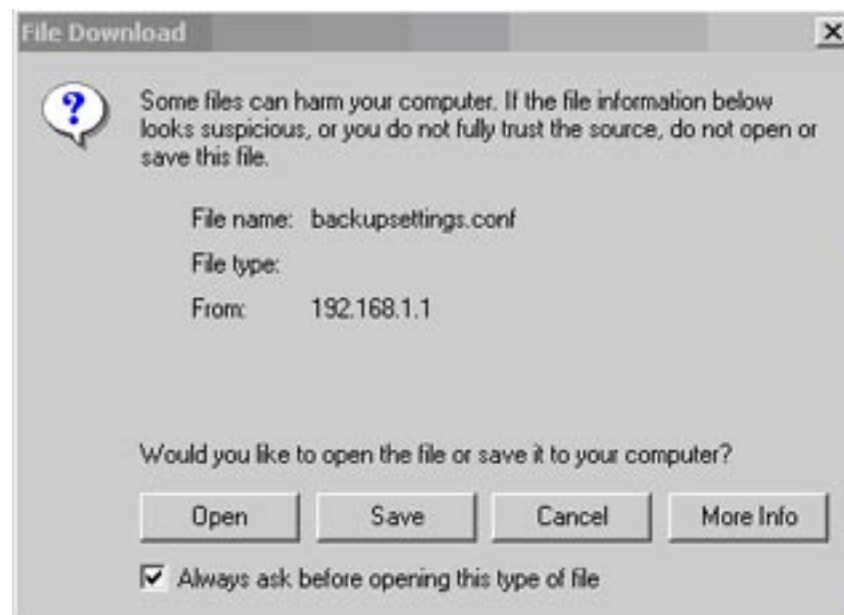 File Download
Some files can harm your computer. If the file information below
looks suspicious, or you do not fully trust the source, do not open or
save this file.
File name: backupsettings.conf
File type:
From: 192.168.1.1
Would you like to open the file or save it to your computer?
Open Save Cancel More Info
Always ask before opening this type of file